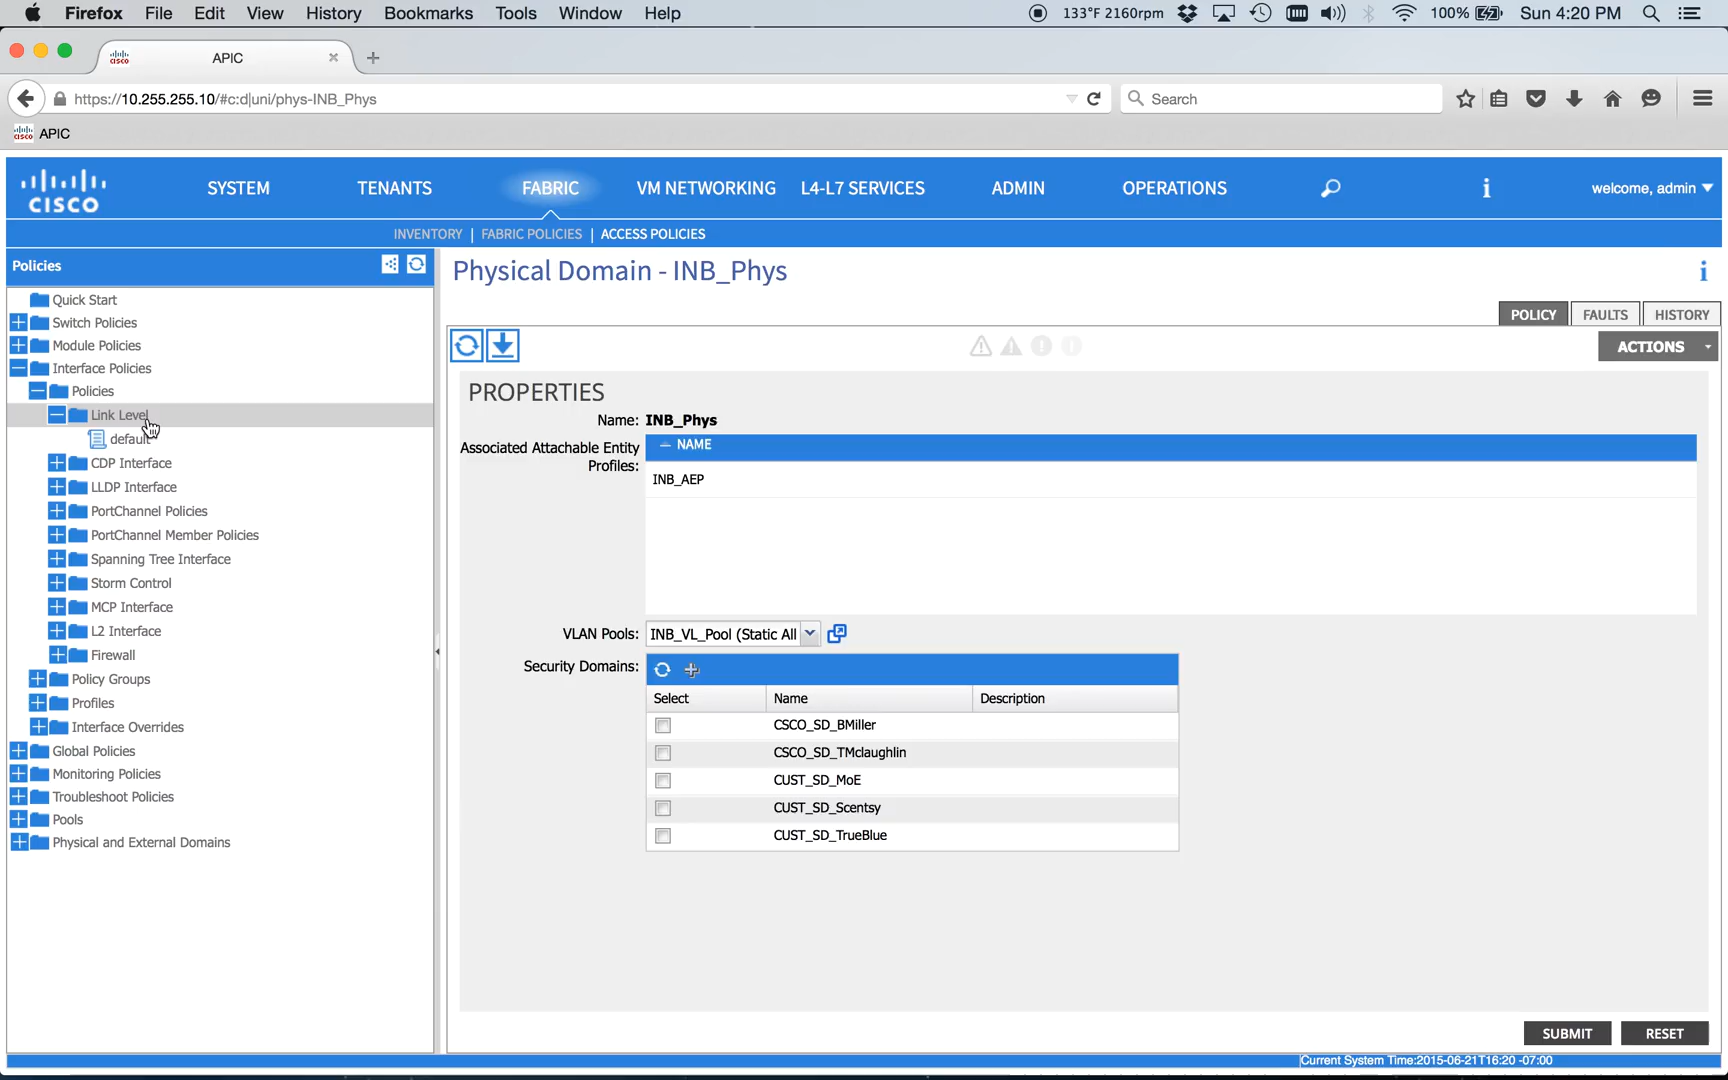 Firefox File Edit View History Bookmarks Tools Window Help 133°F 2160rpm 100% Sun 4:20 PM
APIC
https://10.255.255.10/#c:d|uni/phys-INB_Phys Search
APIC
CISCO SYSTEM TENANTS FABRIC VM NETWORKING L4-L7 SERVICES ADMIN OPERATIONS i welcome, admin
INVENTORY | FABRIC POLICIES | ACCESS POLICIES
Policies
Quick Start
Switch Policies
Module Policies
Interface Policies
Policies
Link Level
default
CDP Interface
LLDP Interface
PortChannel Policies
PortChannel Member Policies
Spanning Tree Interface
Storm Control
MCP Interface
L2 Interface
Firewall
Policy Groups
Profiles
Interface Overrides
Global Policies
Monitoring Policies
Troubleshoot Policies
Pools
Physical and External Domains
Physical Domain - INB_Phys i
POLICY FAULTS HISTORY
ACTIONS
PROPERTIES
Name: INB_Phys
Associated Attachable Entity
Profiles:
NAME
INB_AEP
VLAN Pools: INB_VL_Pool (Static All
Security Domains:
Select Name Description
CSCO_SD_BMiller
CSCO_SD_TMclaughlin
CUST_SD_MoE
CUST_SD_Scentsy
CUST_SD_TrueBlue
SUBMIT RESET
Current System Time:2015-06-21T16:20 -07:00